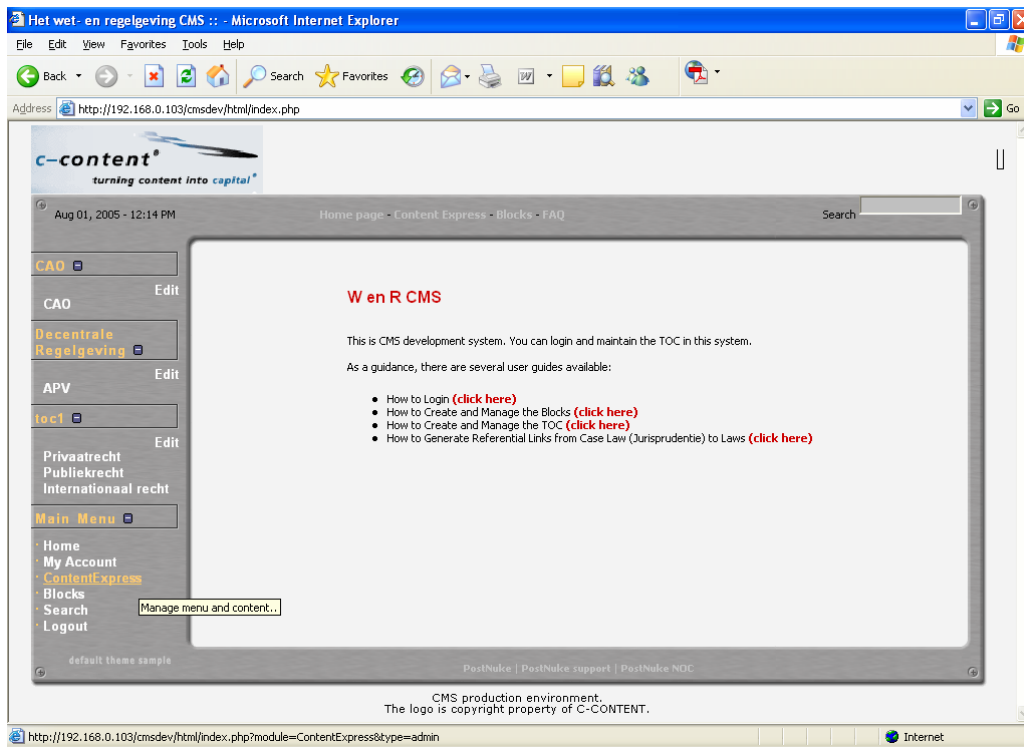 Het wet- en regelgeving CMS :: - Microsoft Internet Explorer
File Edit View Favorites Tools Help
Back Search Favorites
Address http://192.168.0.103/cmsdev/html/index.php Go
c-content®
turning content into capital®
Aug 01, 2005 - 12:14 PM
Home page - Content Express - Blocks - FAQ
Search
CAO
Edit
CAO
Decentrale
Regelgeving
Edit
APV
toc1
Edit
Privaatrecht
Publiekrecht
Internationaal recht
Main Menu
Home
My Account
ContentExpress
Blocks
Search
Logout
Manage menu and content..
default theme sample
W en R CMS
This is CMS development system. You can login and maintain the TOC in this system.
As a guidance, there are several user guides available:
• How to Login (click here)
• How to Create and Manage the Blocks (click here)
• How to Create and Manage the TOC (click here)
• How to Generate Referential Links from Case Law (Jurisprudentie) to Laws (click here)
PostNuke | PostNuke support | PostNuke NOC
CMS production environment.
The logo is copyright property of C-CONTENT.
http://192.168.0.103/cmsdev/html/index.php?module=ContentExpress&type=admin Internet